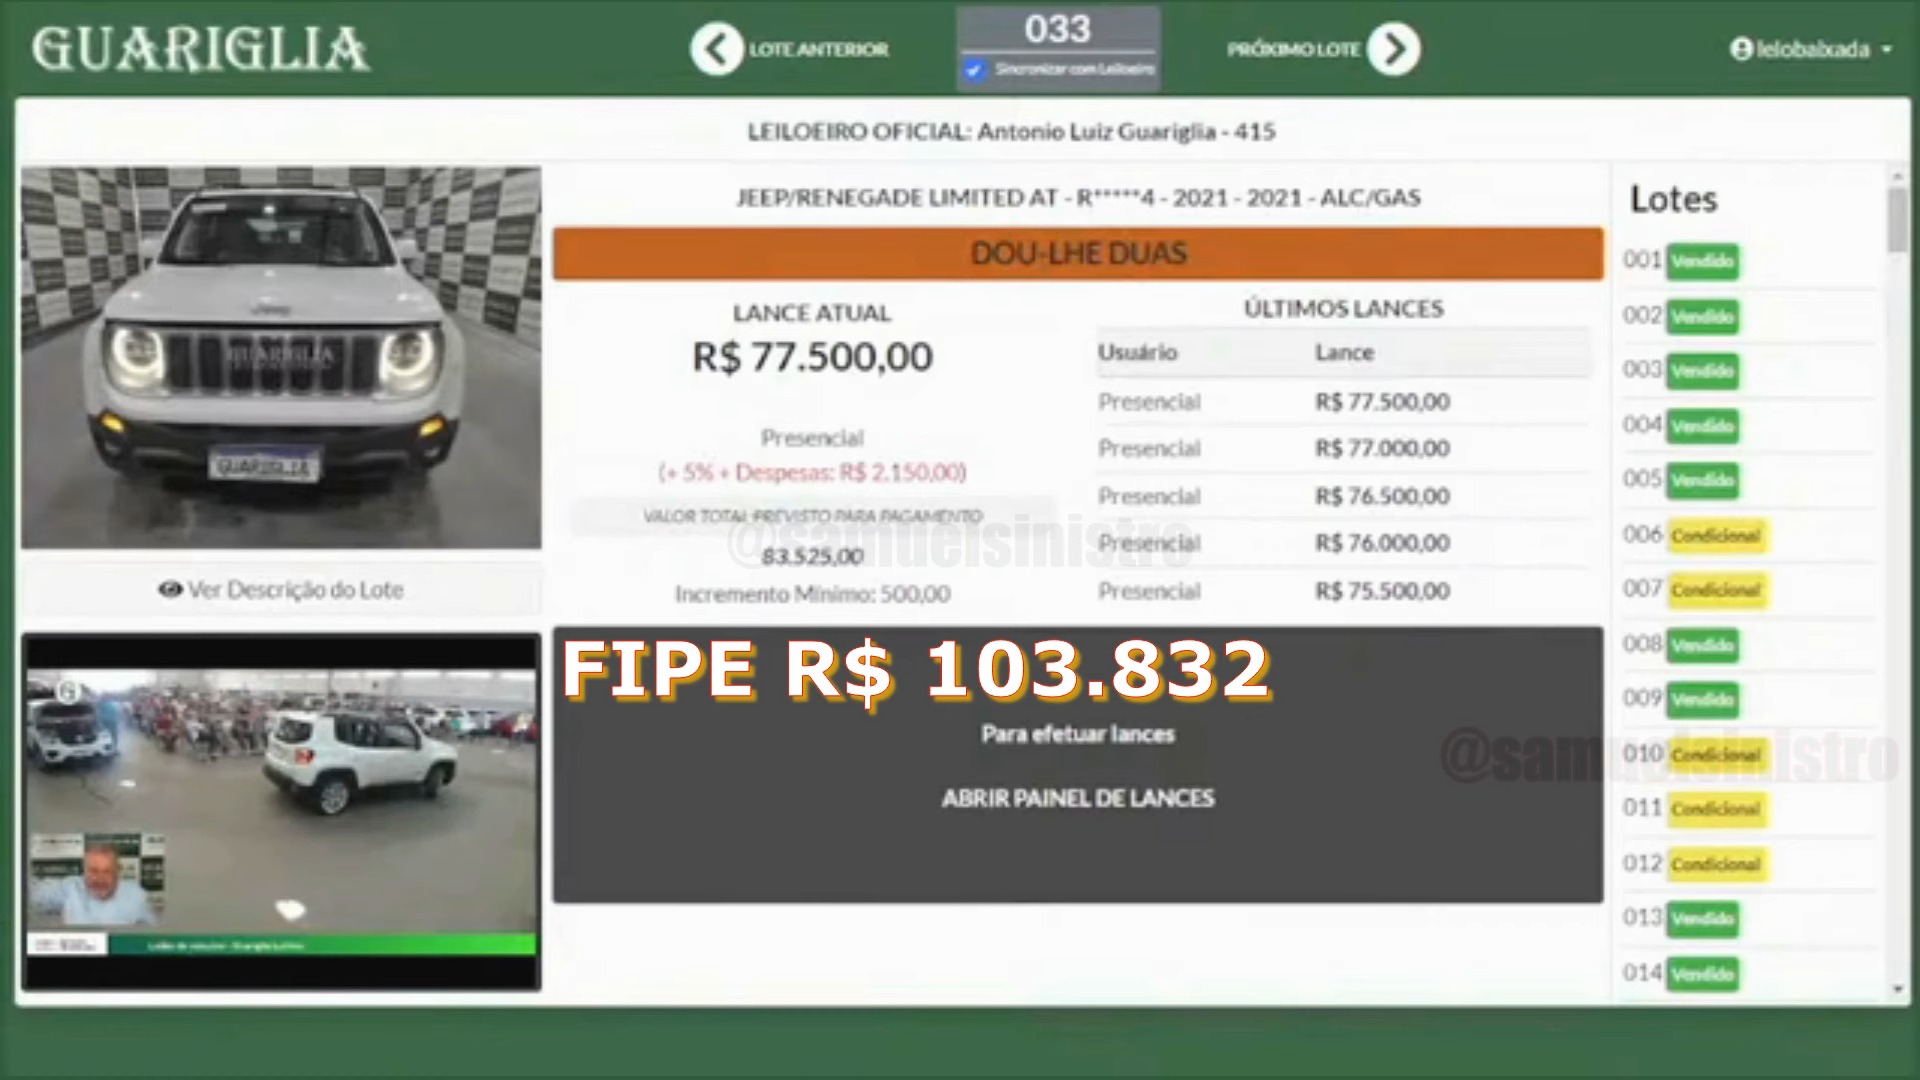 GUARIGLIA
LOTE ANTERIOR
033
Sincronizar com Leiloeiro
PRÓXIMO LOTE
lelobaixada
LEILOEIRO OFICIAL: Antonio Luiz Guariglia - 415
JEEP/RENEGADE LIMITED AT - R*****4 - 2021 - 2021 - ALC/GAS
DOU-LHE DUAS
LANCE ATUAL
R$ 77.500,00
Presencial
(+ 5% + Despesas: R$ 2.150,00)
VALOR TOTAL PREVISTO PARA PAGAMENTO
83.525,00
Incremento Mínimo: 500,00
ÚLTIMOS LANCES
Usuário Lance
Presencial R$ 77.500,00
Presencial R$ 77.000,00
Presencial R$ 76.500,00
Presencial R$ 76.000,00
Presencial R$ 75.500,00
@samuelsinistro
GUARIGLIA
GUARIGLIA
Ver Descrição do Lote
FIPE R$ 103.832
Para efetuar lances
ABRIR PAINEL DE LANCES
Lotes
001 Vendido
002 Vendido
003 Vendido
004 Vendido
005 Vendido
006 Condicional
007 Condicional
008 Vendido
009 Vendido
010 Condicional
011 Condicional
012 Condicional
013 Vendido
014 Vendido
@samuelsinistro